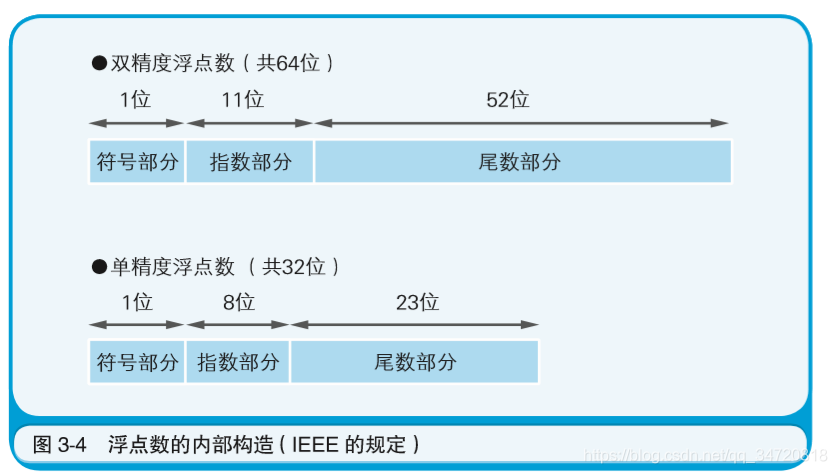 ●双精度浮点数（共64位）
1位 11位 52位
符号部分 指数部分 尾数部分
●单精度浮点数（共32位）
1位 8位 23位
符号部分 指数部分 尾数部分
图 3-4 浮点数的内部构造（IEEE 的规定）
https://blog.csdn.net/qq_34720818